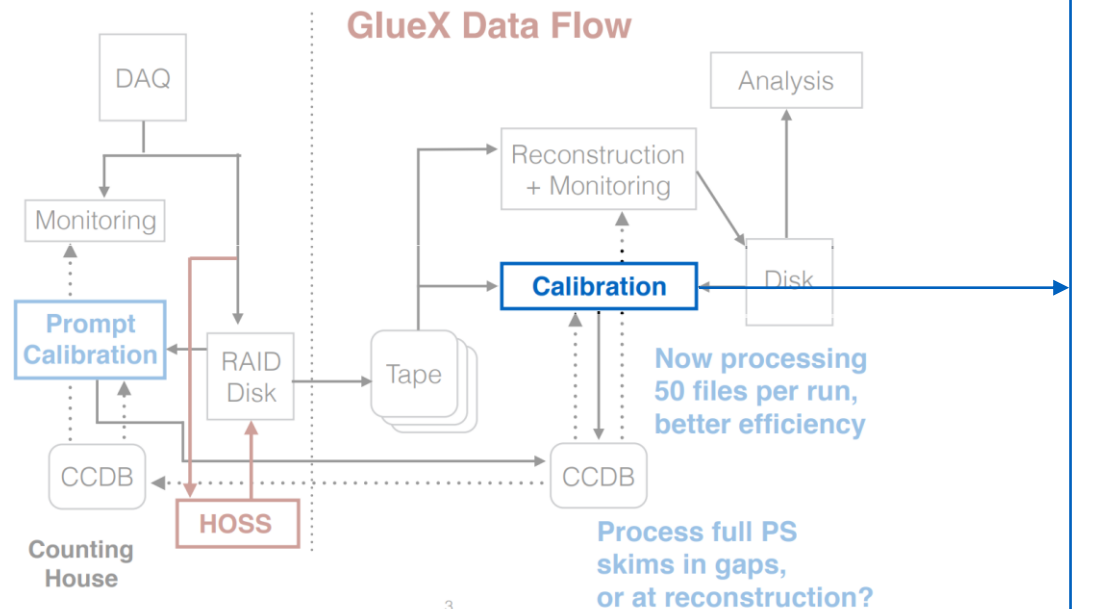 GlueX Data Flow
DAQ
Analysis
Reconstruction
+ Monitoring
Monitoring
Calibration
Disk
Prompt
Calibration
RAID
Disk
Tape
Now processing
50 files per run,
better efficiency
CCDB
CCDB
HOSS
Process full PS
skims in gaps,
or at reconstruction?
Counting
House
3